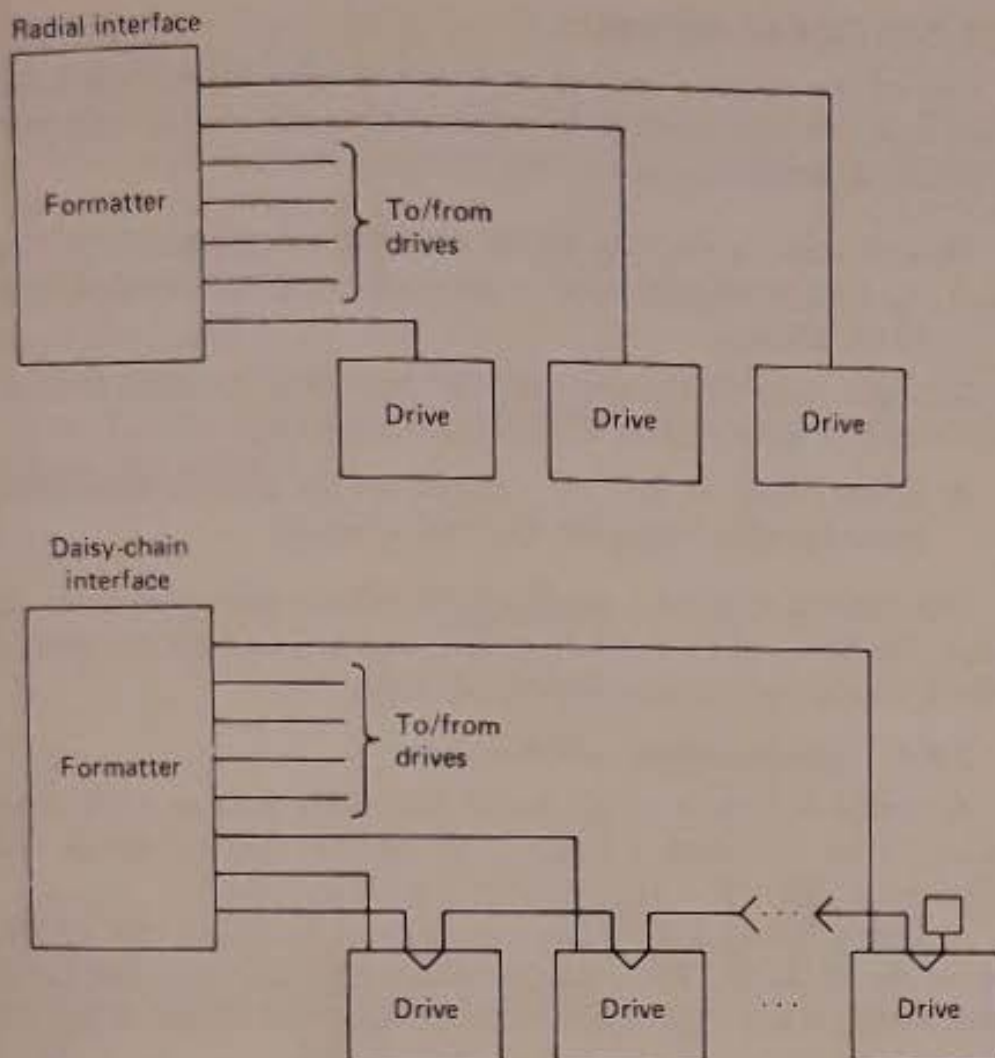 Radial interface
Formatter
To/from
drives
Drive
Drive
Drive
Daisy-chain
interface
Formatter
To/from
drives
. . .
Drive
Drive
. . .
Drive